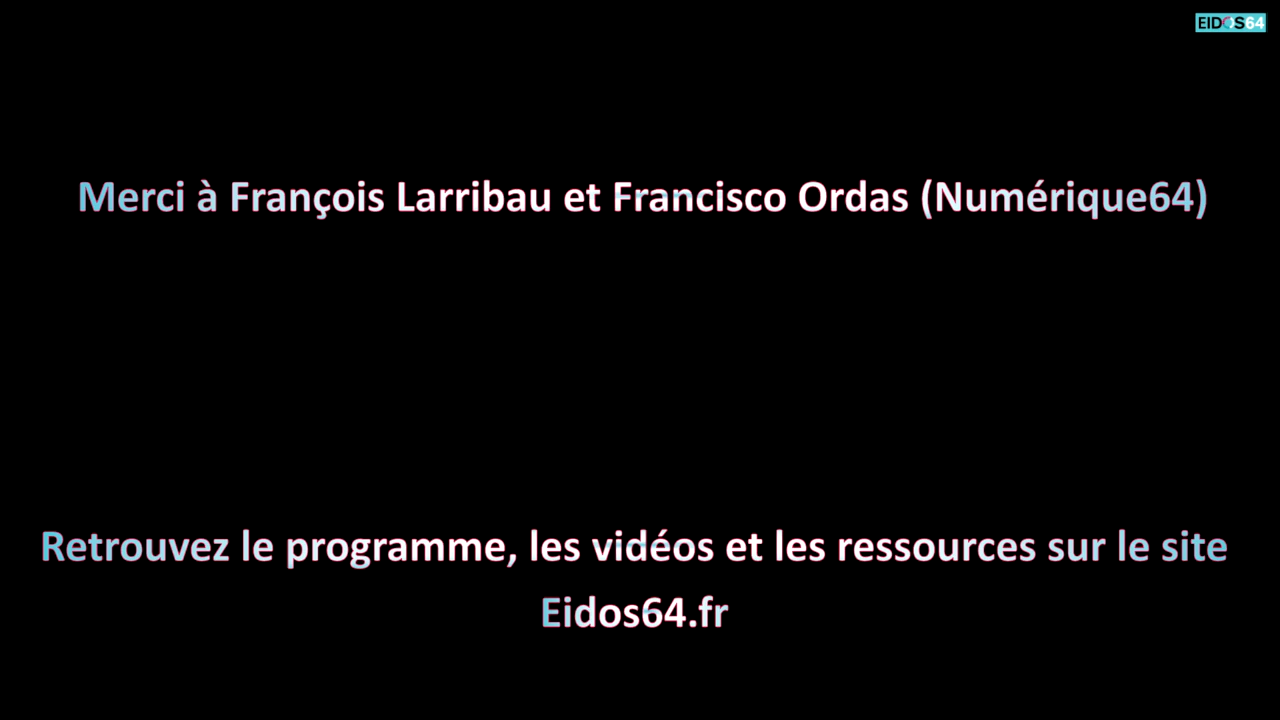 EIDOS64
Merci à François Larribau et Francisco Ordas (Numérique64)
Retrouvez le programme, les vidéos et les ressources sur le site
Eidos64.fr